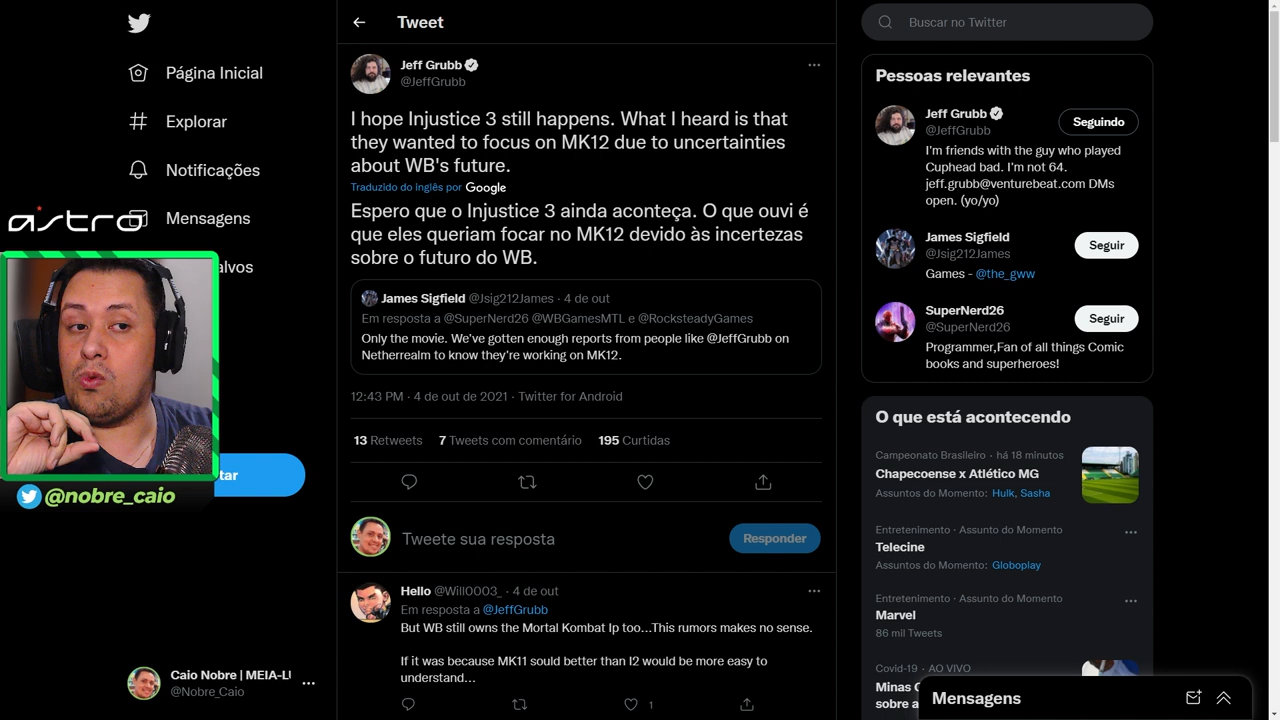 Página Inicial
Explorar
Notificações
Mensagens
alvos
tar
astro
@nobre_caio
Caio Nobre | MEIA-L
@Nobre_Caio
Tweet
Jeff Grubb
@JeffGrubb
I hope Injustice 3 still happens. What I heard is that
they wanted to focus on MK12 due to uncertainties
about WB's future.
Traduzido do inglês por Google
Espero que o Injustice 3 ainda aconteça. O que ouvi é
que eles queriam focar no MK12 devido às incertezas
sobre o futuro do WB.
James Sigfield @Jsig212James · 4 de out
Em resposta a @SuperNerd26 @WBGamesMTL e @RocksteadyGames
Only the movie. We've gotten enough reports from people like @JeffGrubb on
Netherrealm to know they're working on MK12.
12:43 PM · 4 de out de 2021 · Twitter for Android
13 Retweets 7 Tweets com comentário 195 Curtidas
Tweete sua resposta
Responder
Hello @Will0003_ · 4 de out
Em resposta a @JeffGrubb
But WB still owns the Mortal Kombat Ip too...This rumors makes no sense.
If it was because MK11 sould better than I2 would be more easy to
understand...
1
Buscar no Twitter
Pessoas relevantes
Jeff Grubb
@JeffGrubb
Seguindo
I'm friends with the guy who played
Cuphead bad. I'm not 64.
jeff.grubb@venturebeat.com DMs
open. (yo/yo)
James Sigfield
@Jsig212James
Seguir
Games - @the_gww
SuperNerd26
@SuperNerd26
Seguir
Programmer,Fan of all things Comic
books and superheroes!
O que está acontecendo
Campeonato Brasileiro · há 18 minutos
Chapecoense x Atlético MG
Assuntos do Momento: Hulk, Sasha
Entretenimento · Assunto do Momento
Telecine
Assuntos do Momento: Globoplay
Entretenimento · Assunto do Momento
Marvel
86 mil Tweets
Covid-19 · AO VIVO
Minas
sobre a
Mensagens